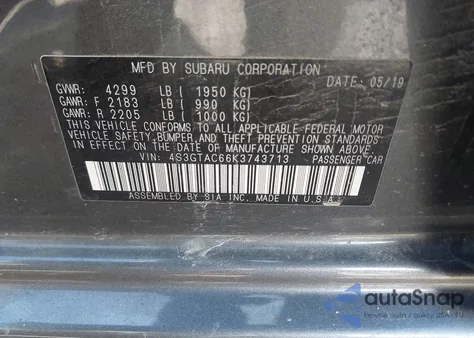 MFD BY SUBARU CORPORATION
DATE: 05/19
GVWR: 4299 LB ( 1950 KG)
GAWR: F 2183 LB ( 990 KG)
GAWR: R 2205 LB ( 1000 KG)
THIS VEHICLE CONFORMS TO ALL APPLICABLE FEDERAL MOTOR
VEHICLE SAFETY, BUMPER, AND THEFT PREVENTION STANDARDS
IN EFFECT ON THE DATE OF MANUFACTURE SHOWN ABOVE.
VIN: 4S3GTAC66K3743713 PASSENGER CAR
ASSEMBLED BY SIA INC. MADE IN U.S.A.
autoSnap